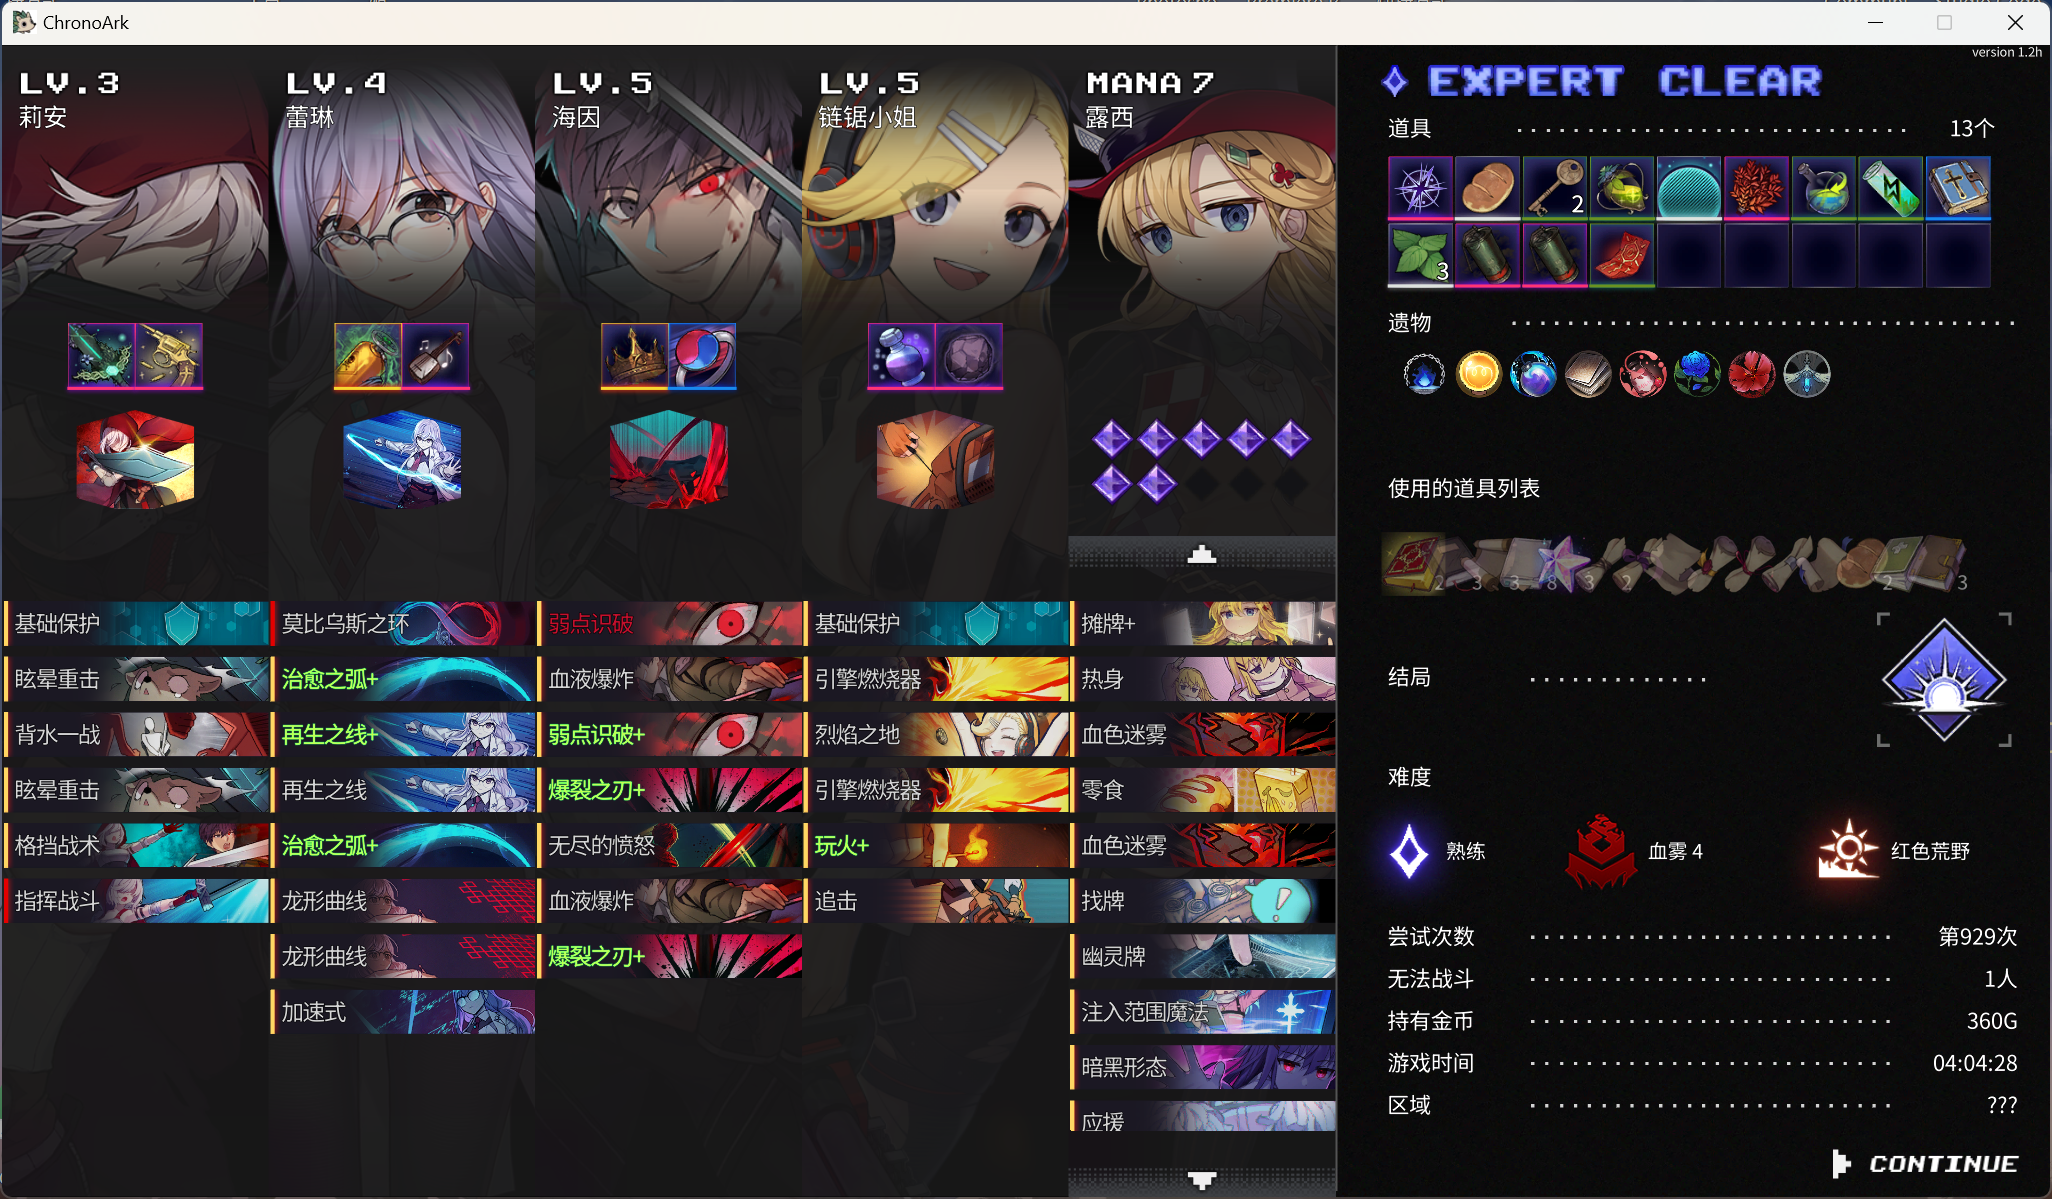 ChronoArk
version 1.2h
LV.3
莉安
LV.4
蕾琳
LV.5
海因
LV.5
链锯小姐
MANA 7
露西
基础保护
眩晕重击
背水一战
眩晕重击
格挡战术
指挥战斗
莫比乌斯之环
治愈之弧+
再生之线+
再生之线
治愈之弧+
龙形曲线
龙形曲线
加速式
弱点识破
血液爆炸
弱点识破+
爆裂之刃+
无尽的愤怒
血液爆炸
爆裂之刃+
基础保护
引擎燃烧器
烈焰之地
引擎燃烧器
玩火+
追击
摊牌+
热身
血色迷雾
零食
血色迷雾
找牌
幽灵牌
注入范围魔法
暗黑形态
应援
EXPERT CLEAR
道具 13个
2
3
遗物
使用的道具列表
2 3 3 8 3 2 2 3
结局
难度
熟练 血雾 4 红色荒野
尝试次数 第929次
无法战斗 1人
持有金币 360G
游戏时间 04:04:28
区域 ???
CONTINUE